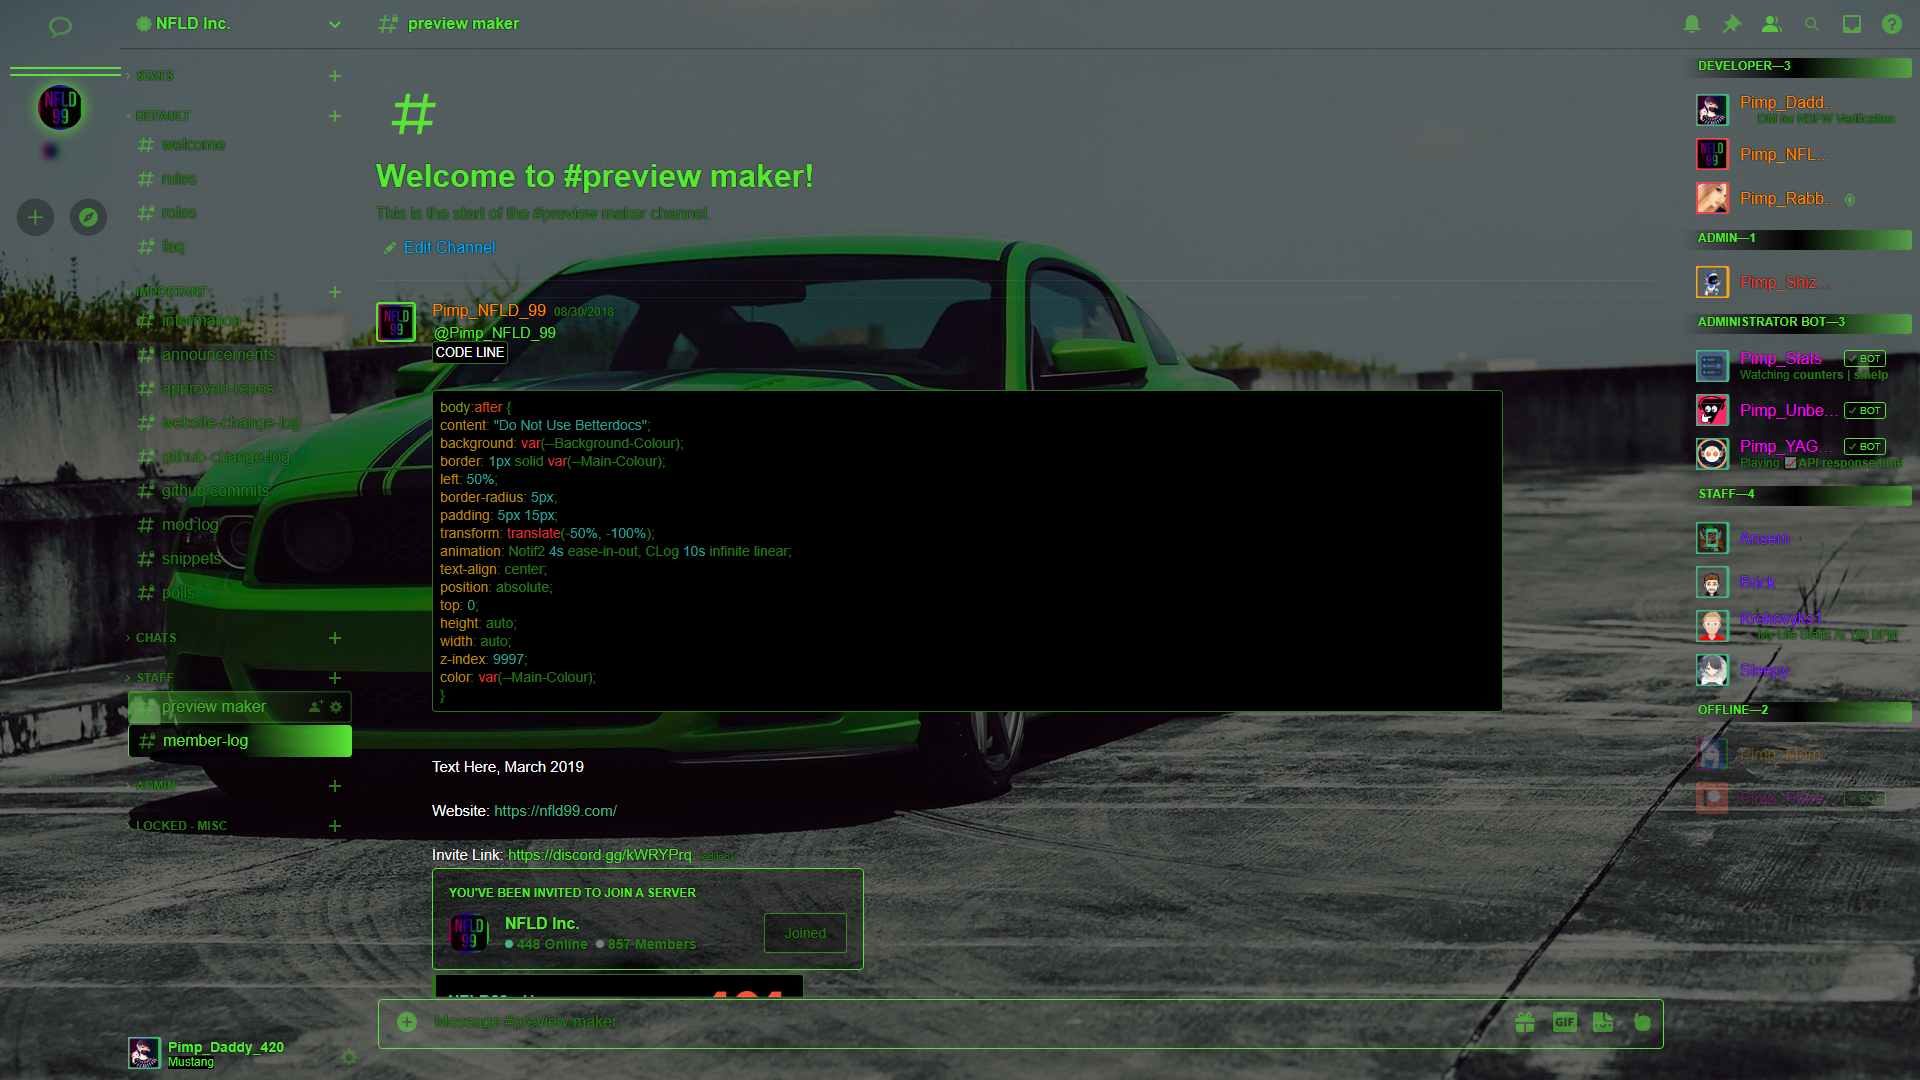 NFLD Inc.
STATS
DEFAULT
welcome
rules
roles
faq
IMPORTANT
information
announcements
approved-repos
website-change-log
github-change-log
github-commits
mod log
snippets
polls
CHATS
STAFF
preview maker
member-log
ADMIN
LOCKED - MISC
Pimp_Daddy_420
Mustang
preview maker
Welcome to #preview maker!
This is the start of the #preview maker channel.
Edit Channel
NFLD 99
Pimp_NFLD_99 08/30/2018
@Pimp_NFLD_99
CODE LINE
body:after {
content: "Do Not Use Betterdocs";
background: var(--Background-Colour);
border: 1px solid var(--Main-Colour);
left: 50%;
border-radius: 5px;
padding: 5px 15px;
transform: translate(-50%, -100%);
animation: Notif2 4s ease-in-out, CLog 10s infinite linear;
text-align: center;
position: absolute;
top: 0;
height: auto;
width: auto;
z-index: 9997;
color: var(--Main-Colour);
}
Text Here, March 2019
Website: https://nfld99.com/
Invite Link: https://discord.gg/kWRYPrq (edited)
YOU'VE BEEN INVITED TO JOIN A SERVER
NFLD 99
NFLD Inc.
448 Online 857 Members
Joined
Message #preview maker
GIF
DEVELOPER—3
Pimp_Dadd...
DM for NSFW Verification
Pimp_NFL...
Pimp_Rabb...
ADMIN—1
Pimp_Shiz...
ADMINISTRATOR BOT—3
Pimp_Stats BOT
Watching counters | s!help
Pimp_Unbe... BOT
Pimp_YAG... BOT
Playing API response time
STAFF—4
Ansem
Brick
Krekevyks1
My Life Starts At 180 BPM
Sleepy
OFFLINE—2
Pimp_Mom
BOT